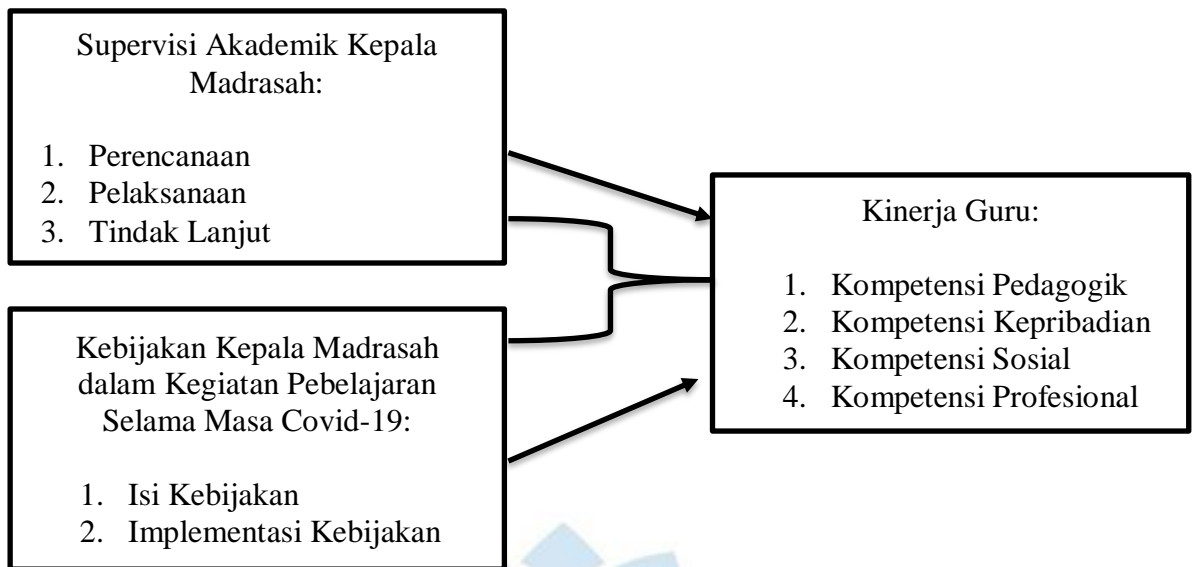 Supervisi Akademik Kepala
Madrasah:
1. Perencanaan
2. Pelaksanaan
3. Tindak Lanjut
Kebijakan Kepala Madrasah
dalam Kegiatan Pebelajaran
Selama Masa Covid-19:
1. Isi Kebijakan
2. Implementasi Kebijakan
Kinerja Guru:
1. Kompetensi Pedagogik
2. Kompetensi Kepribadian
3. Kompetensi Sosial
4. Kompetensi Profesional